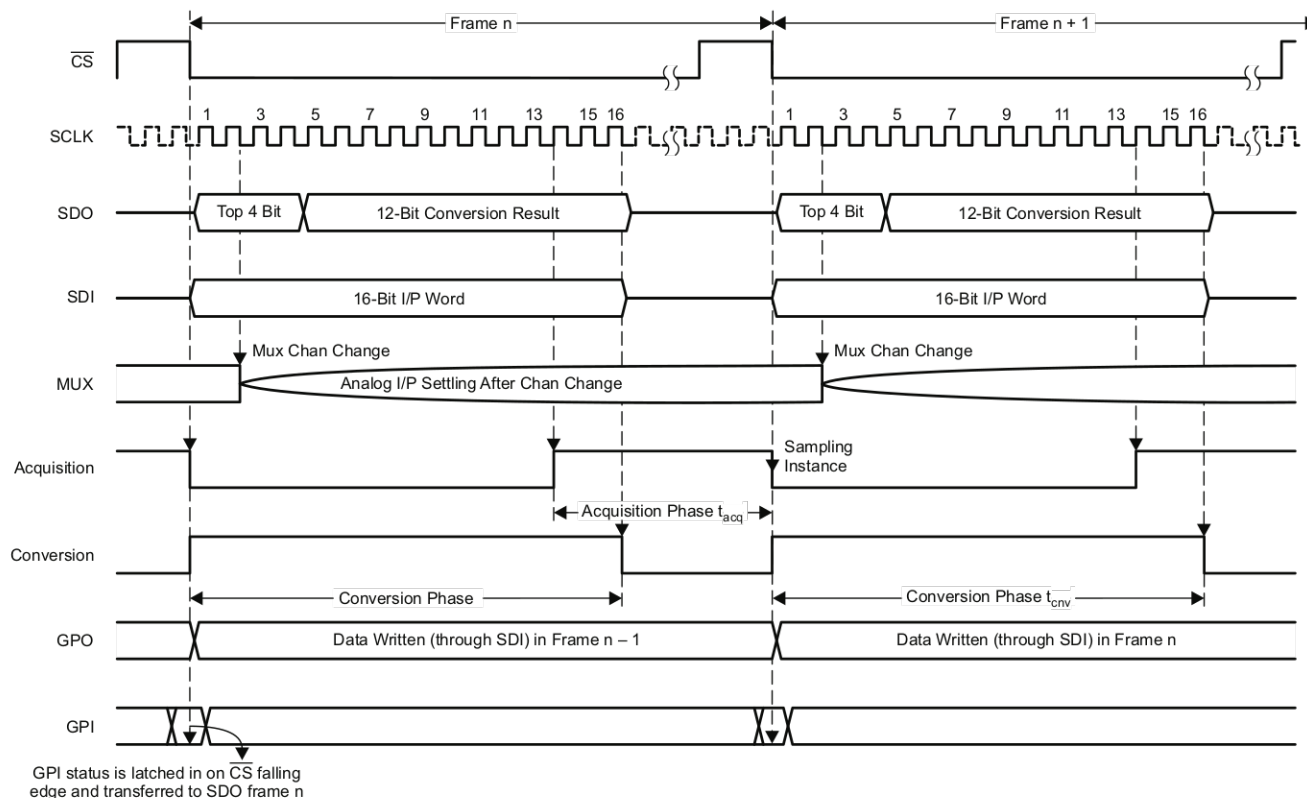 Frame n
Frame n + 1
CS
1 3 5 7 9 11 13 15 16 1 3 5 7 9 11 13 15 16
SCLK
SDO
Top 4 Bit
12-Bit Conversion Result
Top 4 Bit
12-Bit Conversion Result
SDI
16-Bit I/P Word
16-Bit I/P Word
Mux Chan Change
Mux Chan Change
MUX
Analog I/P Settling After Chan Change
Acquisition
Sampling
Instance
Acquisition Phase tacq
Conversion
Conversion Phase
Conversion Phase tcnv
GPO
Data Written (through SDI) in Frame n – 1
Data Written (through SDI) in Frame n
GPI
GPI status is latched in on CS falling
edge and transferred to SDO frame n